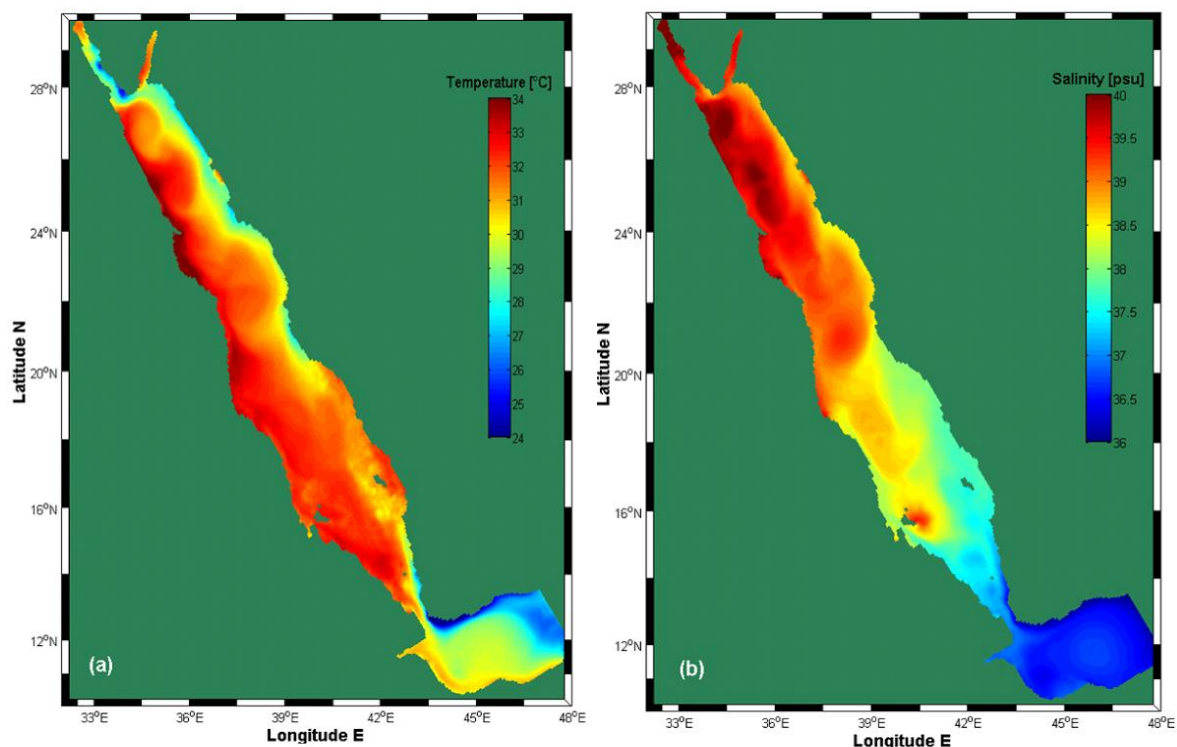 Temperature [°C]
34
33
32
31
30
29
28
27
26
25
24
28°N
24°N
20°N
16°N
12°N
Latitude N
(a)
33°E
36°E
39°E
42°E
45°E
48°E
Longitude E
Salinity [psu]
40
39.5
39
38.5
38
37.5
37
36.5
36
28°N
24°N
20°N
16°N
12°N
Latitude N
(b)
33°E
36°E
39°E
42°E
45°E
48°E
Longitude E